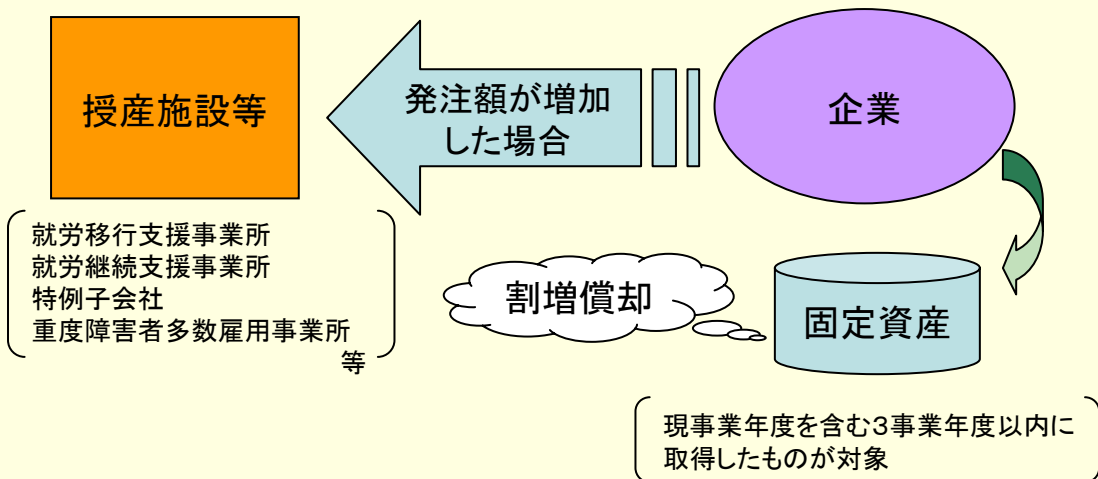 授産施設等
発注額が増加
した場合
企業
就労移行支援事業所
就労継続支援事業所
特例子会社
重度障害者多数雇用事業所
等
割増償却
固定資産
現事業年度を含む3事業年度以内に
取得したものが対象